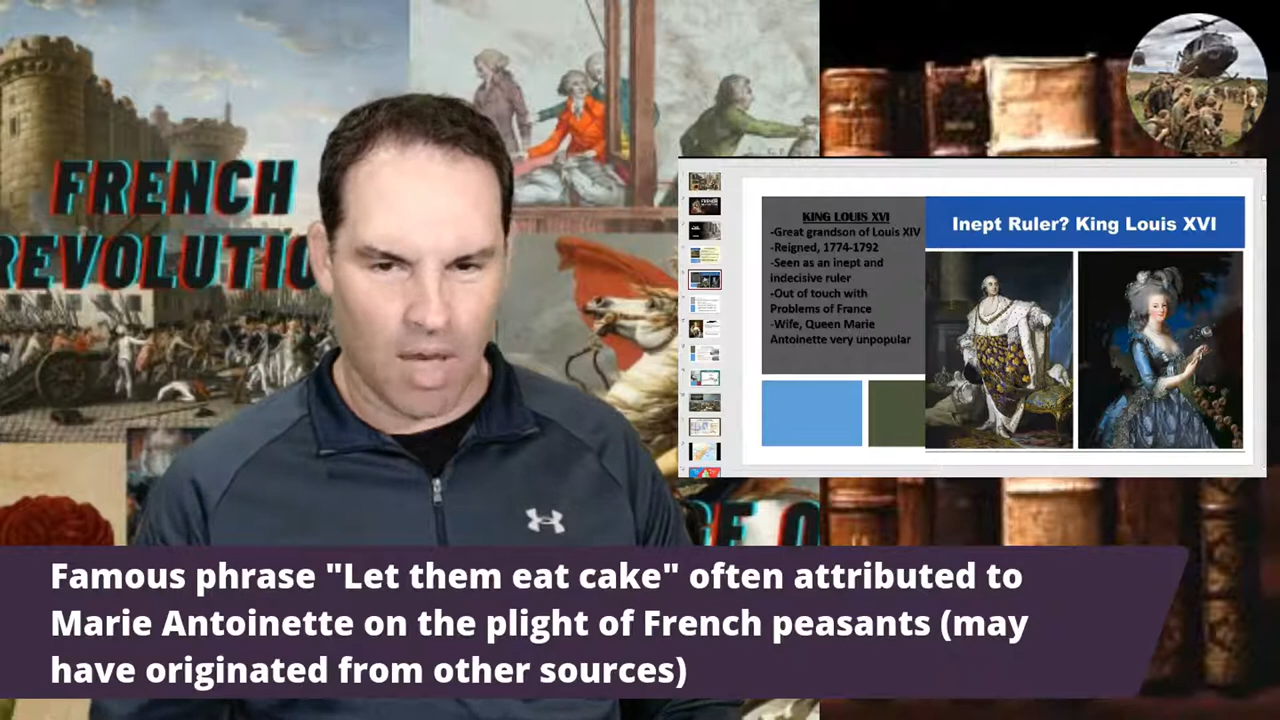 FRENCH
REVOLUTIO
KING LOUIS XVI
-Great grandson of Louis XIV
-Reigned, 1774-1792
-Seen as an inept and
indecisive ruler
-Out of touch with
Problems of France
-Wife, Queen Marie
Antoinette very unpopular
Inept Ruler? King Louis XVI
Famous phrase "Let them eat cake" often attributed to
Marie Antoinette on the plight of French peasants (may
have originated from other sources)